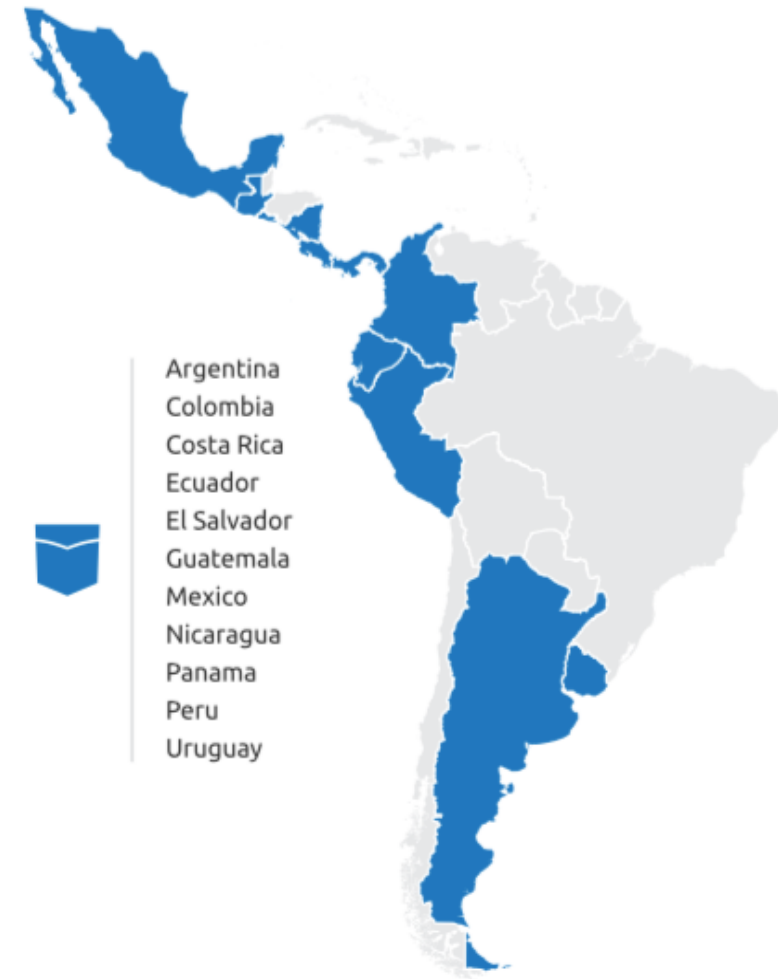 Argentina
Colombia
Costa Rica
Ecuador
El Salvador
Guatemala
Mexico
Nicaragua
Panama
Peru
Uruguay